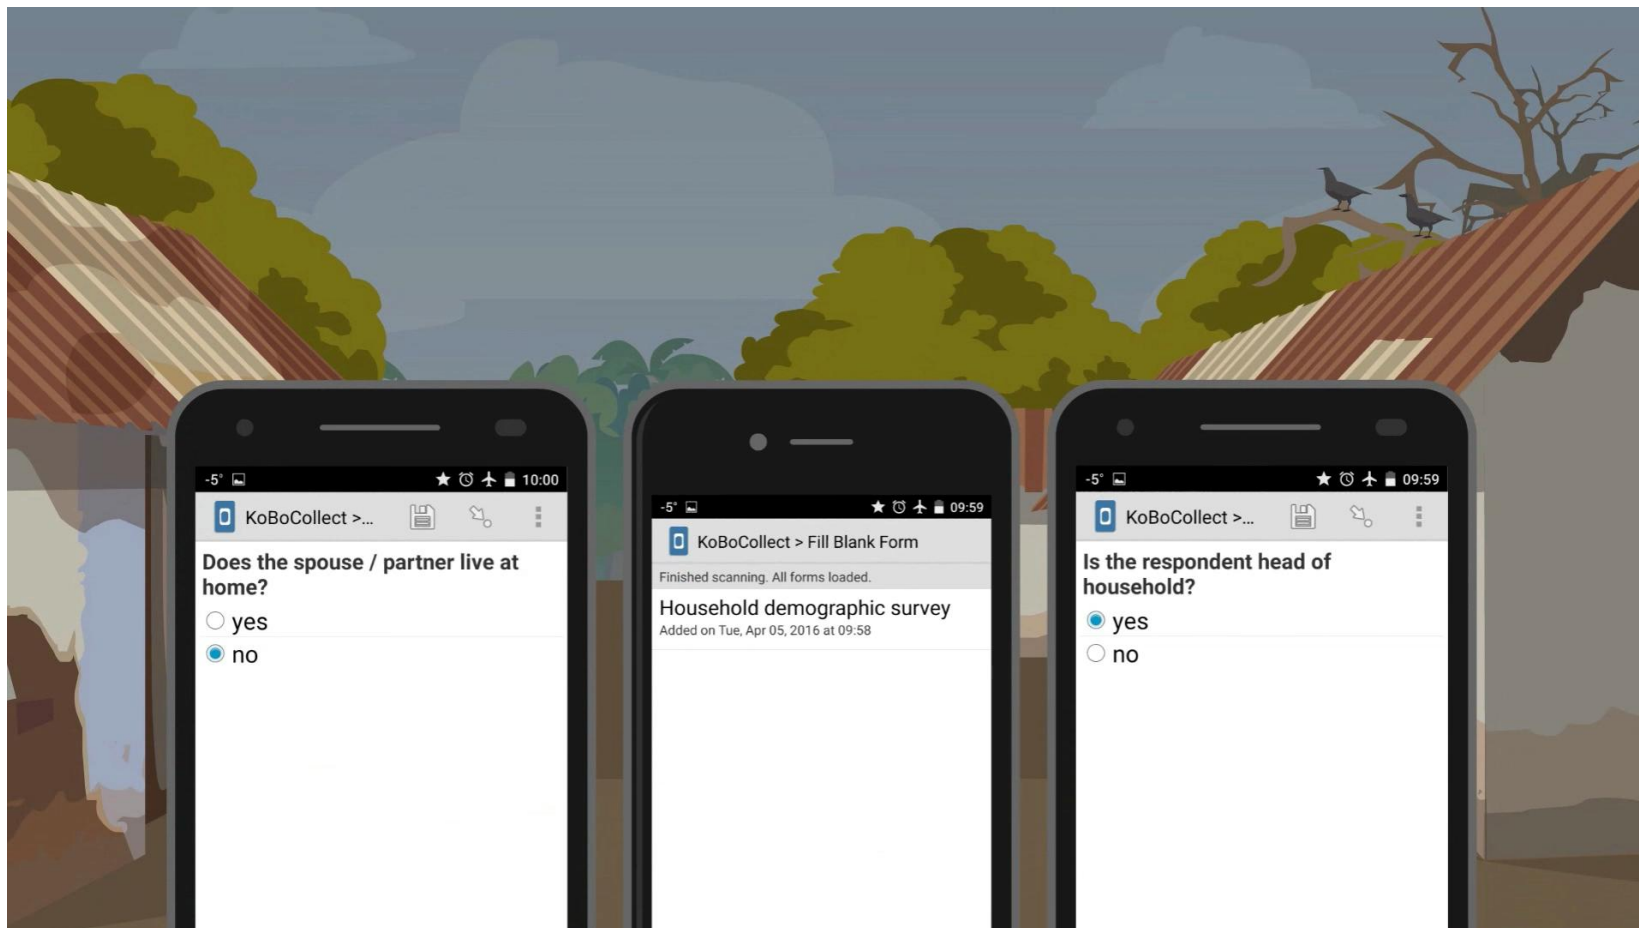 -5° 10:00
KoBoCollect >...
Does the spouse / partner live at
home?
yes
no
-5° 09:59
KoBoCollect > Fill Blank Form
Finished scanning. All forms loaded.
Household demographic survey
Added on Tue, Apr 05, 2016 at 09:58
-5° 09:59
KoBoCollect >...
Is the respondent head of
household?
yes
no